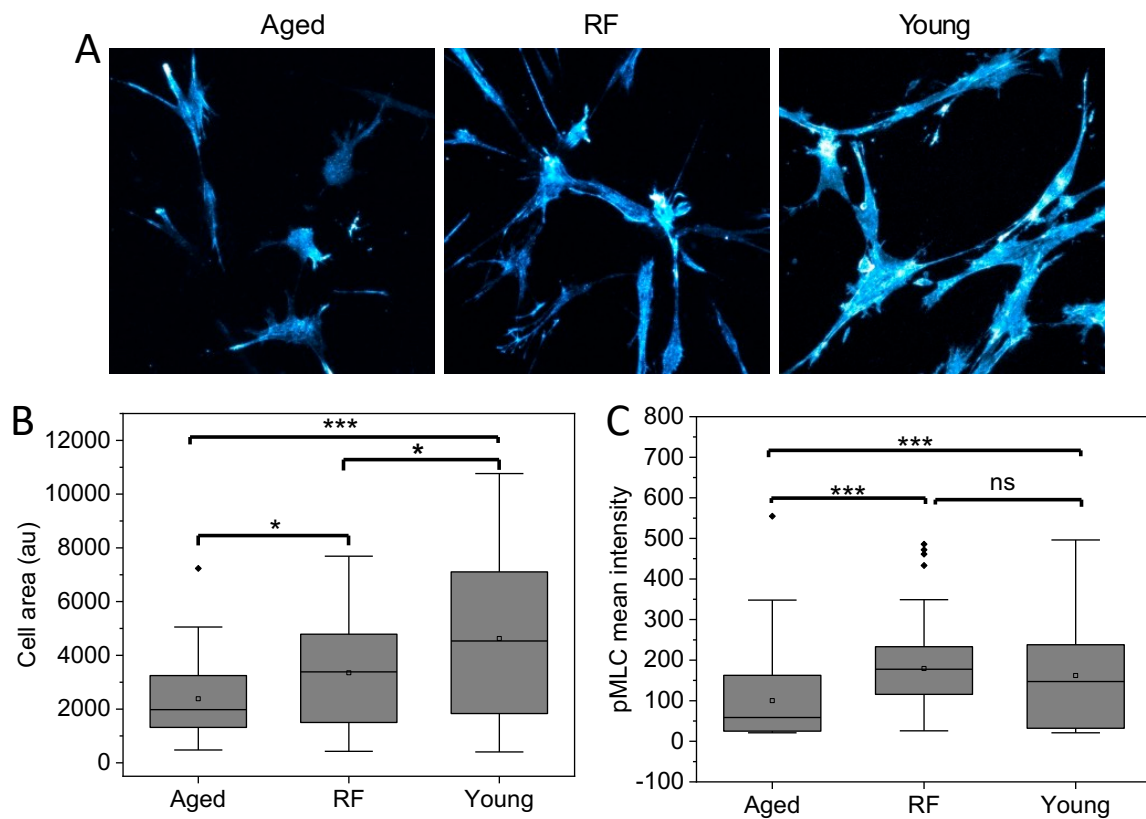 Aged RF Young
A
B
12000
10000
8000
6000
4000
2000
0
Cell area (au)
***
*
*
Aged RF Young
C
800
700
600
500
400
300
200
100
0
-100
pMLC mean intensity
***
***
ns
Aged RF Young